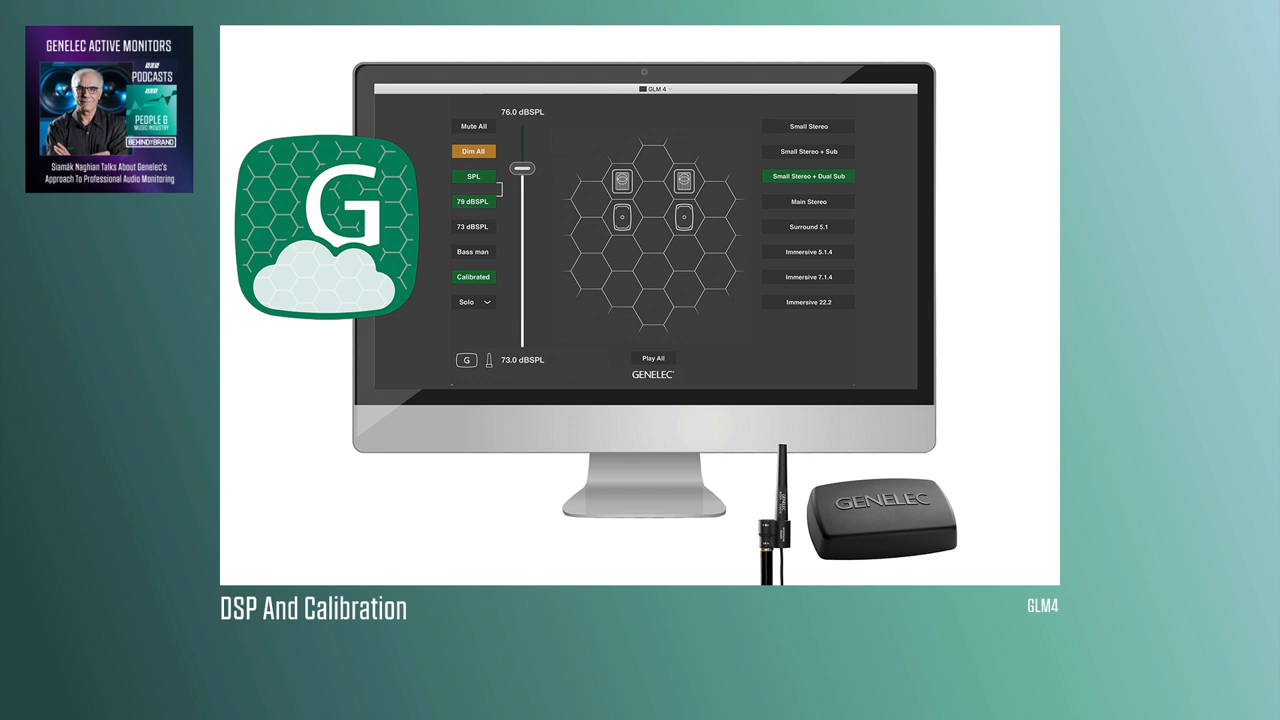 GENELEC ACTIVE MONITORS
PODCASTS
PEOPLE &
MUSIC INDUSTRY
BEHIND THE BRAND
Siamäk Naghian Talks About Genelec's
Approach To Professional Audio Monitoring
G
GLM 4
76.0 dBSPL
Mute All
Dim All
SPL
79 dBSPL
73 dBSPL
Bass man
Calibrated
Solo
G
73.0 dBSPL
Small Stereo
Small Stereo + Sub
Small Stereo + Dual Sub
Main Stereo
Surround 5.1
Immersive 5.1.4
Immersive 7.1.4
Immersive 22.2
Play All
GENELEC®
GENELEC
DSP And Calibration
GLM4